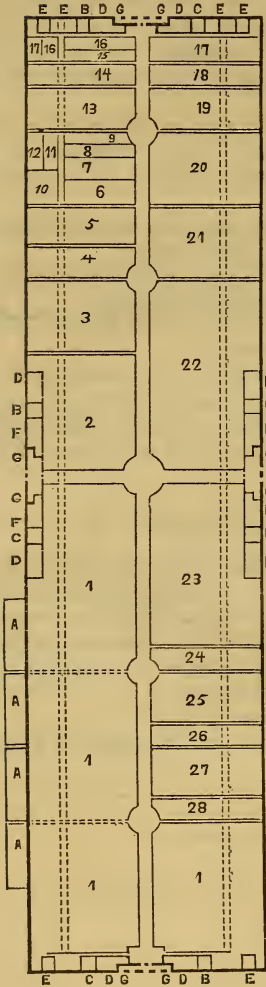 E E B D G G D C E E
17 16 16 17
15
14 18
13 19
9
12 11 8 20
7
10 6
5 21
4
3
22
D
B 2
F
G
G
F
C
D
1 23
A
24
A 25
26
1
A 27
28
A
1 1
E C D G G D B E